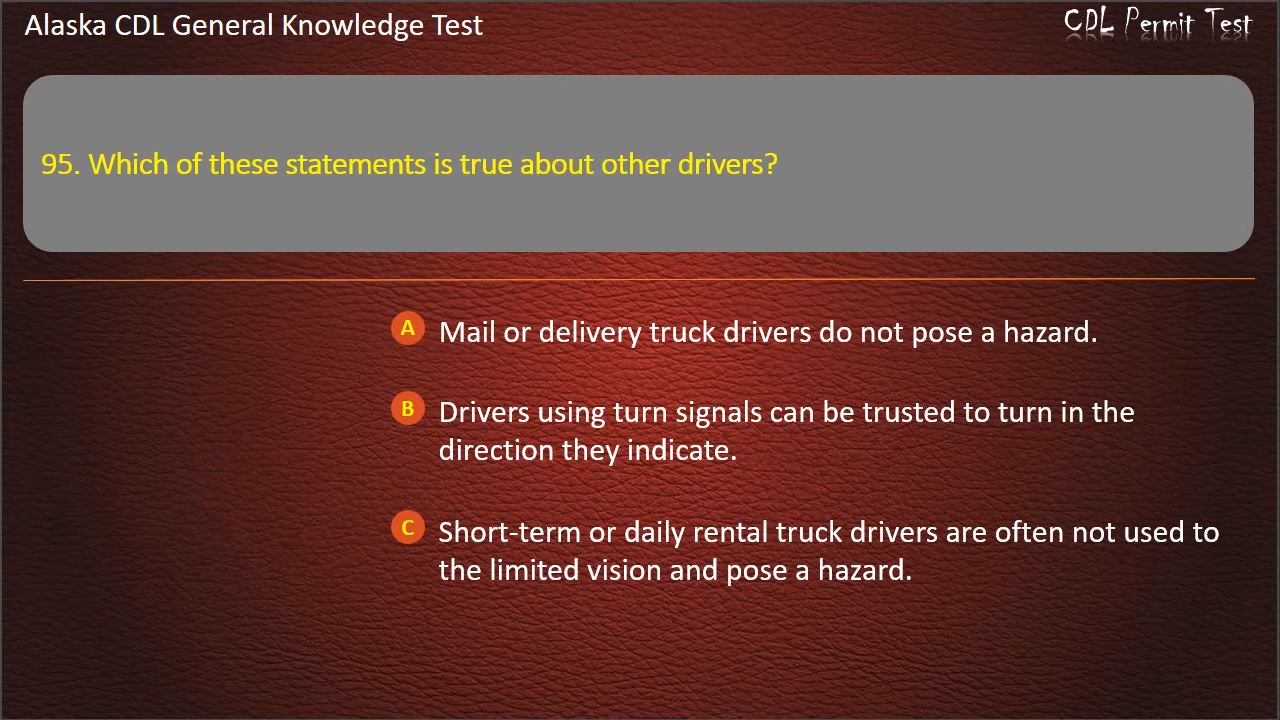 Alaska CDL General Knowledge Test
CDL Permit Test
95. Which of these statements is true about other drivers?
A Mail or delivery truck drivers do not pose a hazard.
B Drivers using turn signals can be trusted to turn in the
direction they indicate.
C Short-term or daily rental truck drivers are often not used to
the limited vision and pose a hazard.